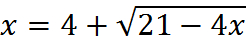 x = 4 + √21 − 4x